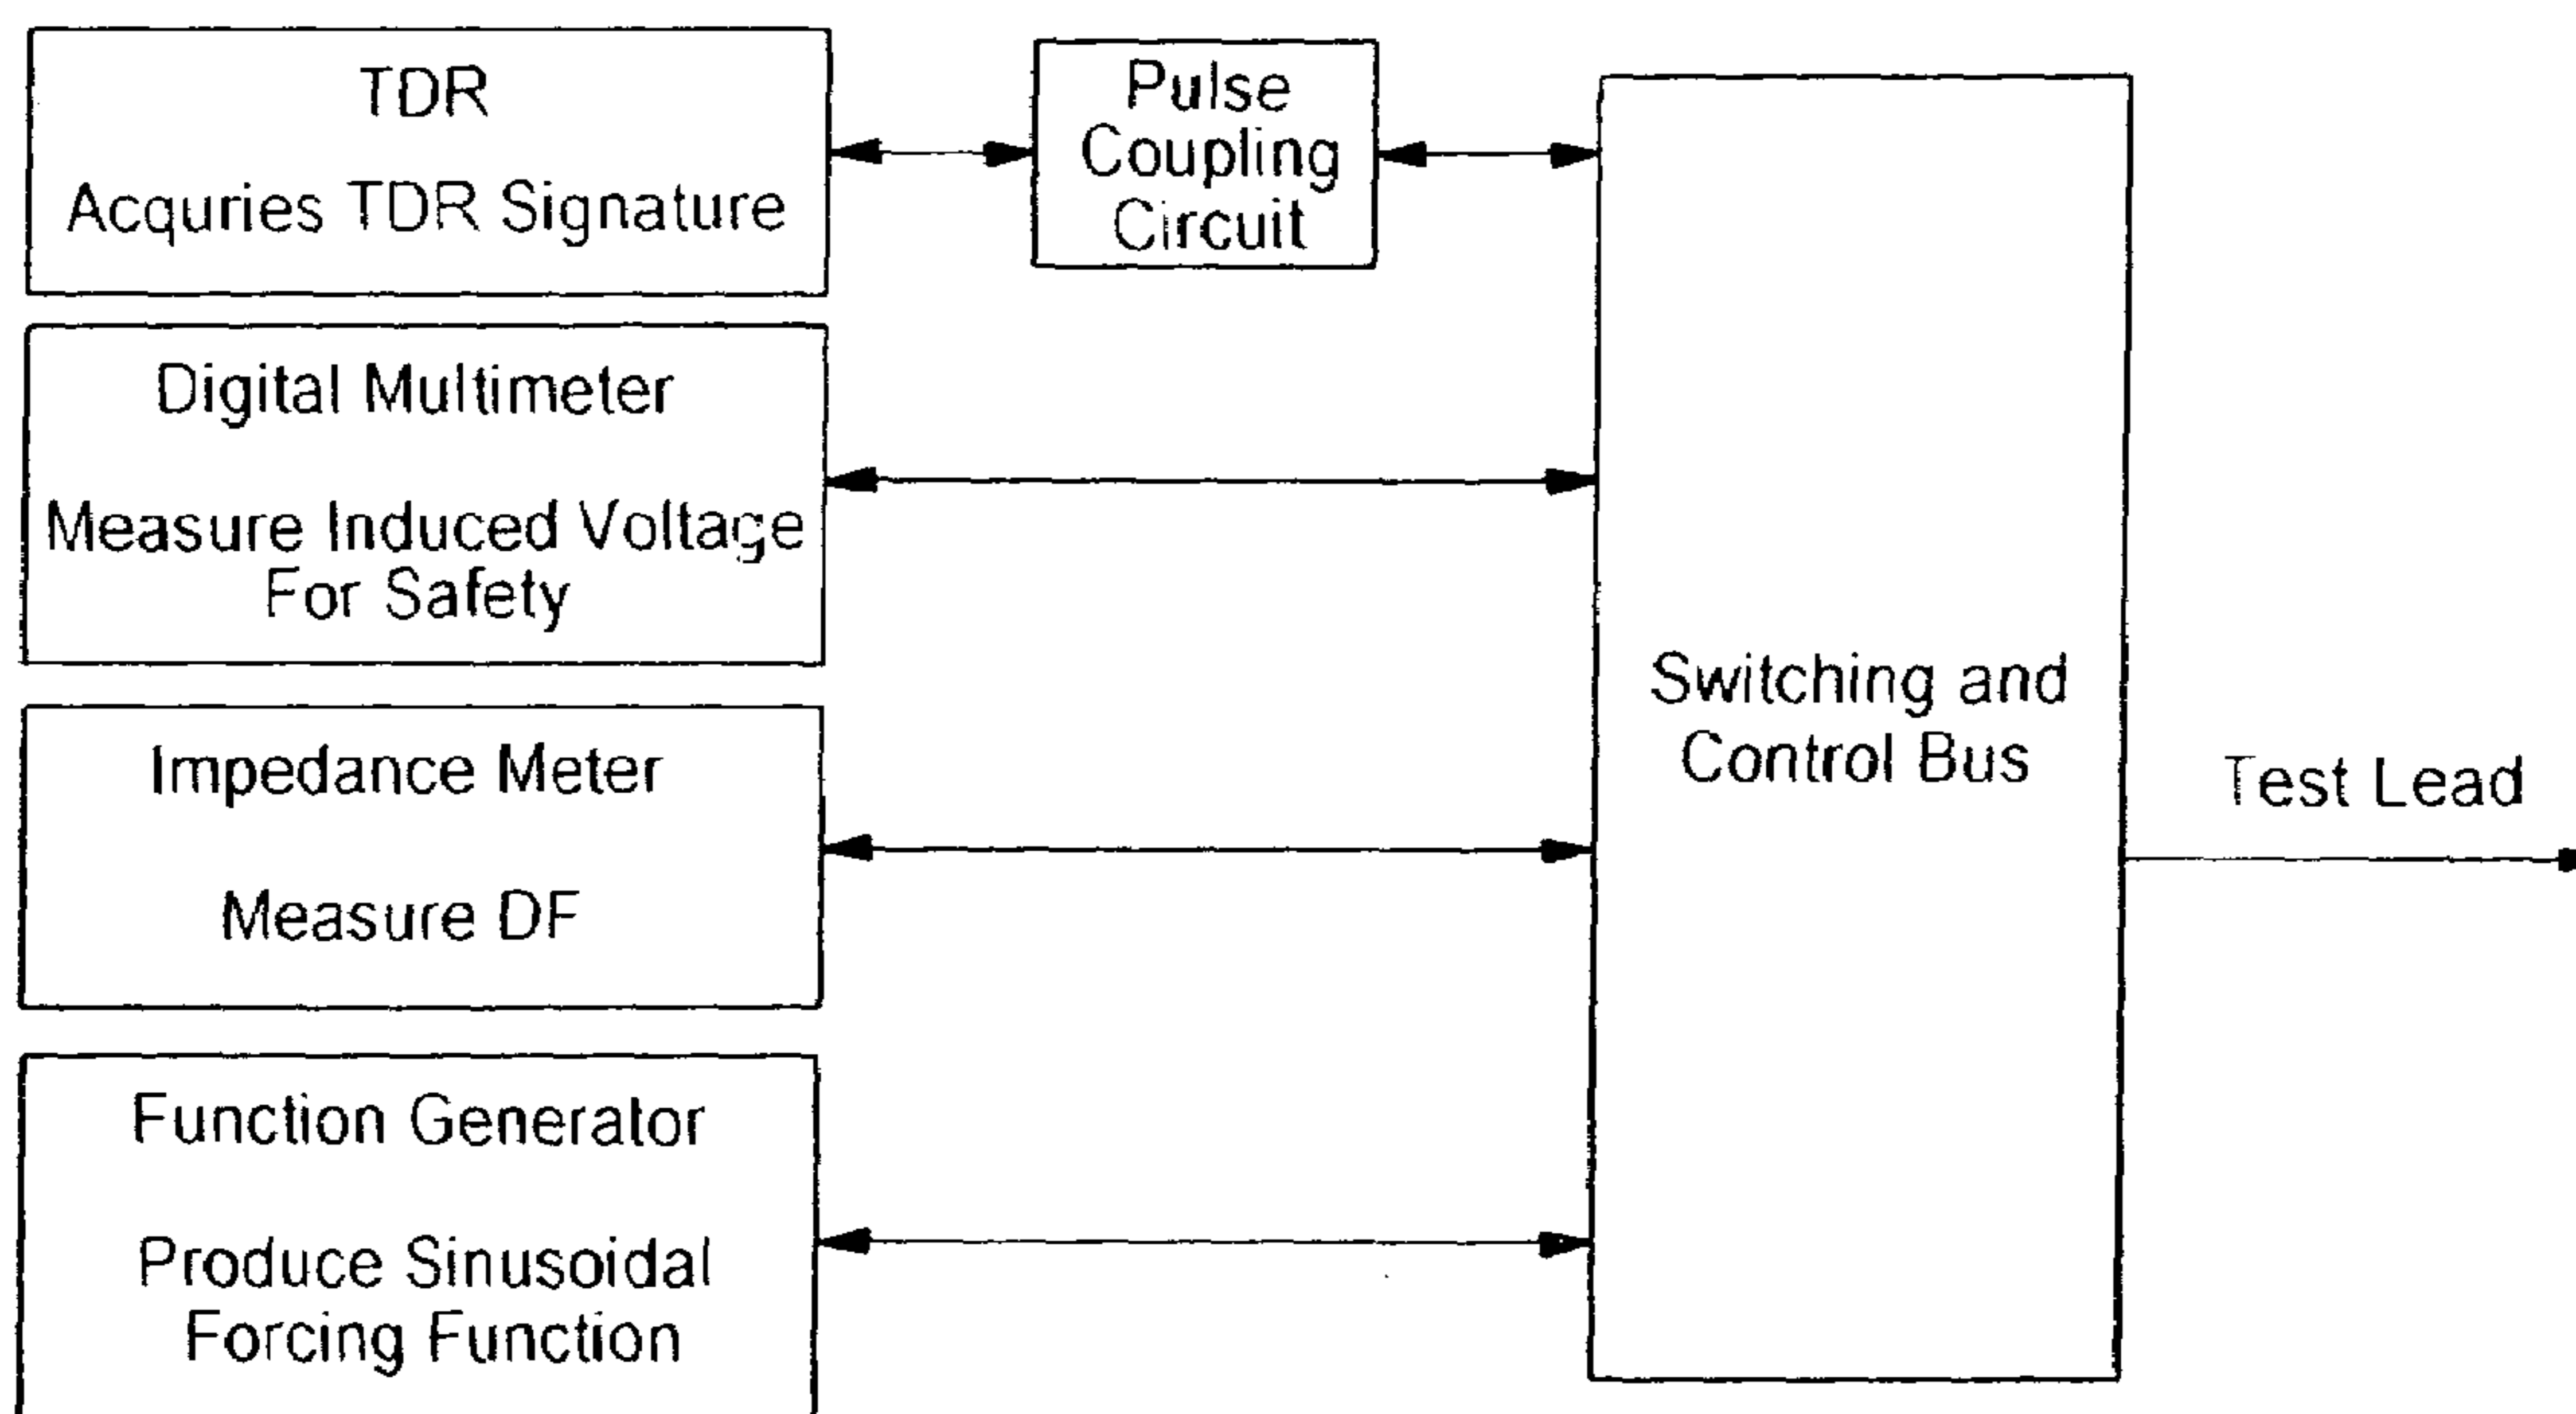 TDR
Acquries TDR Signature
Pulse
Coupling
Circuit
Digital Multimeter
Measure Induced Voltage
For Safety
Impedance Meter
Measure DF
Function Generator
Produce Sinusoidal
Forcing Function
Switching and
Control Bus
Test Lead